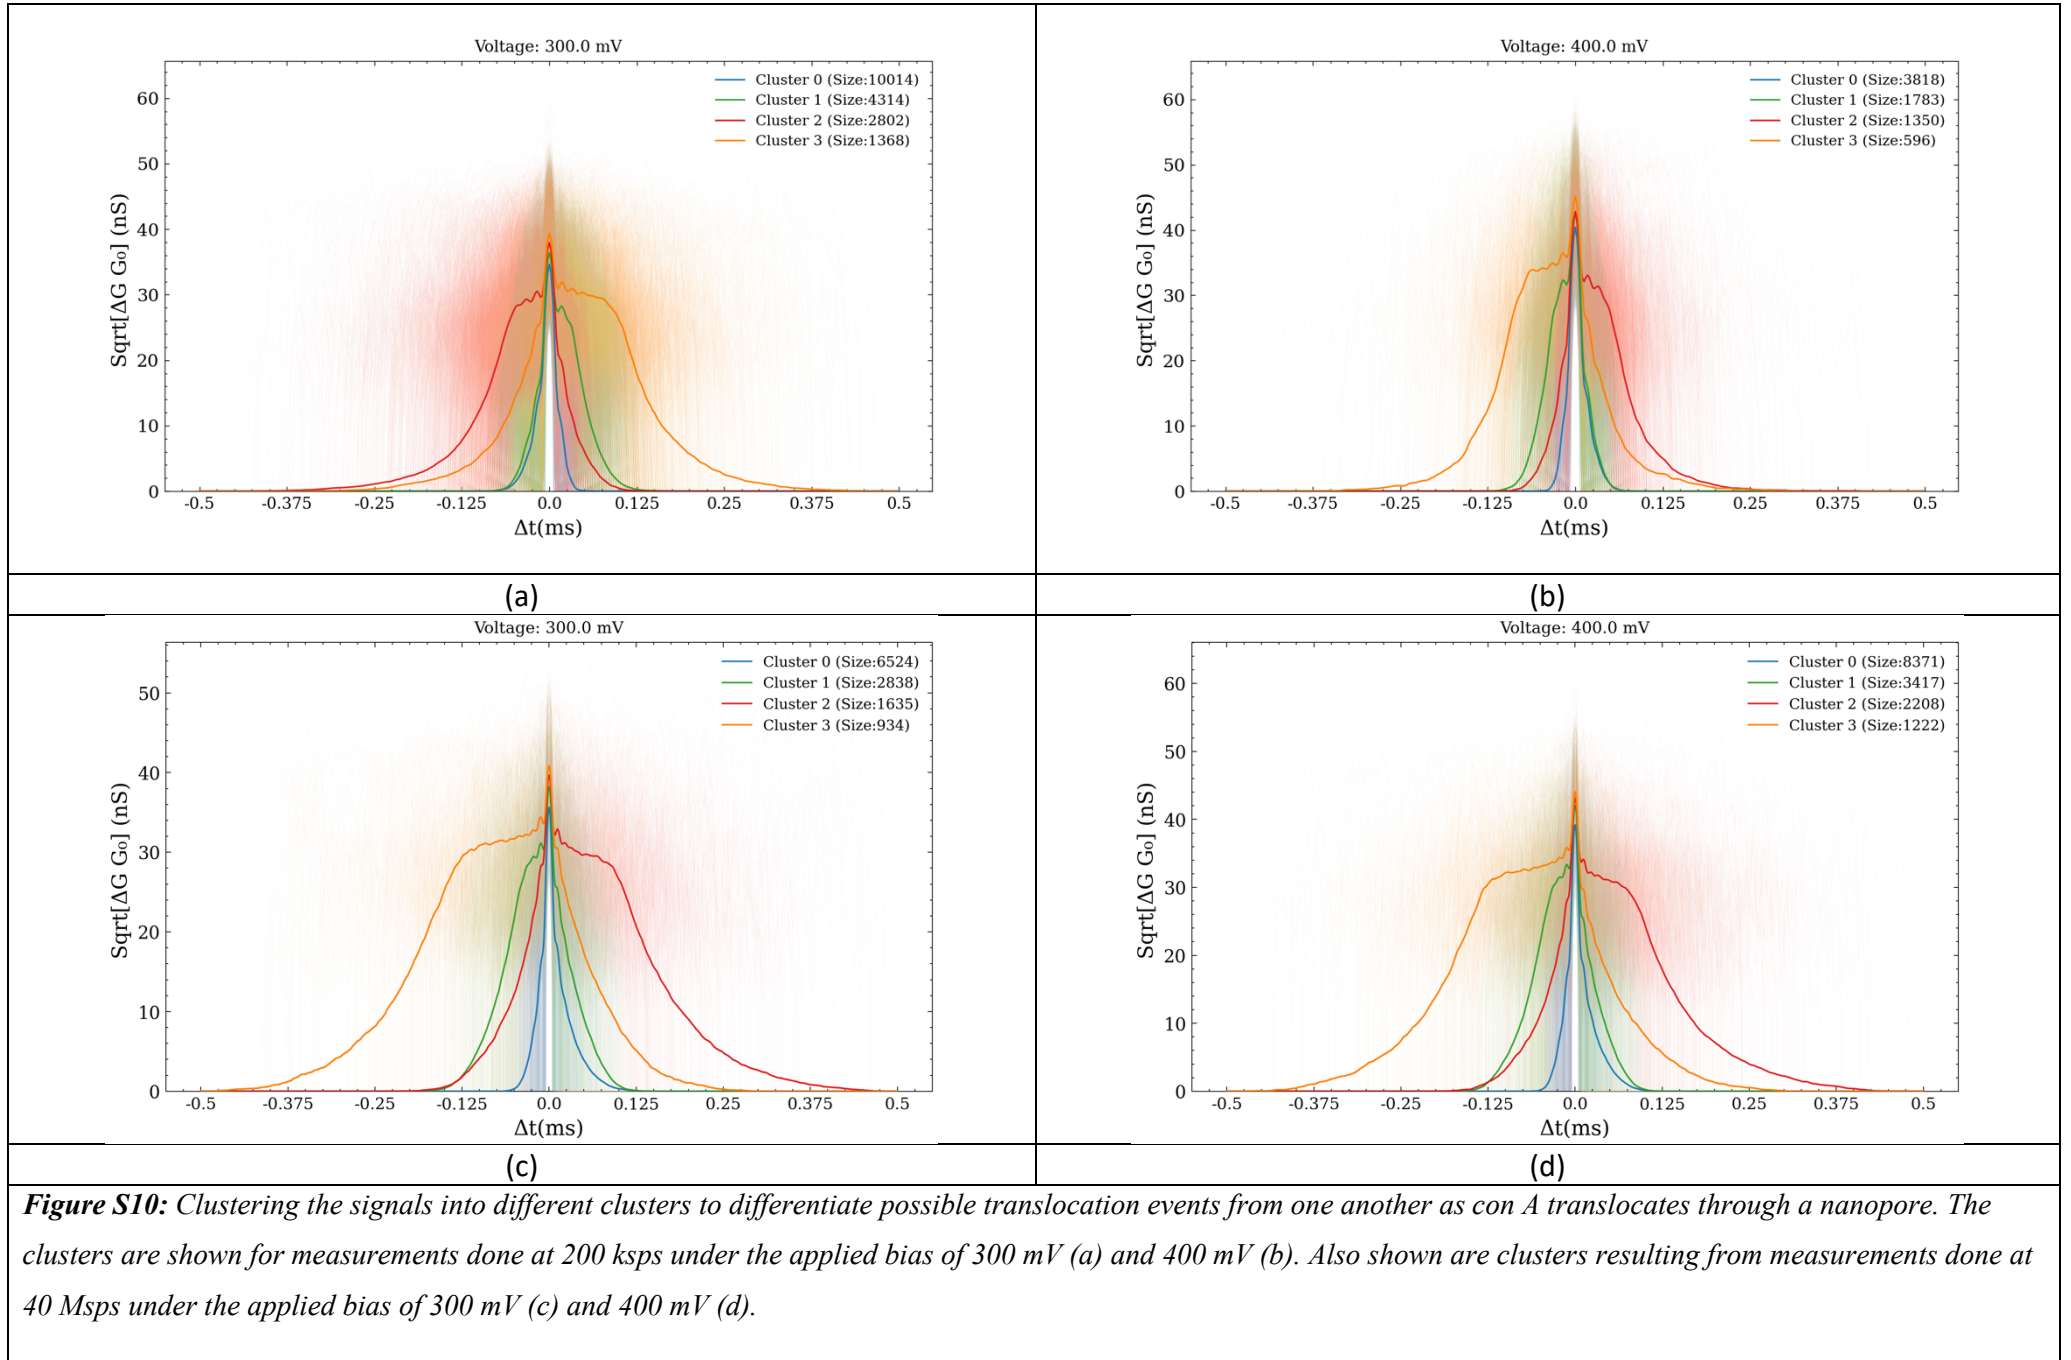 Voltage: 300.0 mV
Cluster 0 (Size:10014)
Cluster 1 (Size:4314)
Cluster 2 (Size:2802)
Cluster 3 (Size:1368)
Sqrt[ΔG G₀] (nS)
60
50
40
30
20
10
0
-0.5 -0.375 -0.25 -0.125 0.0 0.125 0.25 0.375 0.5
Δt(ms)
(a)
Voltage: 400.0 mV
Cluster 0 (Size:3818)
Cluster 1 (Size:1783)
Cluster 2 (Size:1350)
Cluster 3 (Size:596)
Sqrt[ΔG G₀] (nS)
60
50
40
30
20
10
0
-0.5 -0.375 -0.25 -0.125 0.0 0.125 0.25 0.375 0.5
Δt(ms)
(b)
Voltage: 300.0 mV
Cluster 0 (Size:6524)
Cluster 1 (Size:2838)
Cluster 2 (Size:1635)
Cluster 3 (Size:934)
Sqrt[ΔG G₀] (nS)
50
40
30
20
10
0
-0.5 -0.375 -0.25 -0.125 0.0 0.125 0.25 0.375 0.5
Δt(ms)
(c)
Voltage: 400.0 mV
Cluster 0 (Size:8371)
Cluster 1 (Size:3417)
Cluster 2 (Size:2208)
Cluster 3 (Size:1222)
Sqrt[ΔG G₀] (nS)
60
50
40
30
20
10
0
-0.5 -0.375 -0.25 -0.125 0.0 0.125 0.25 0.375 0.5
Δt(ms)
(d)
Figure S10: Clustering the signals into different clusters to differentiate possible translocation events from one another as con A translocates through a nanopore. The
clusters are shown for measurements done at 200 ksps under the applied bias of 300 mV (a) and 400 mV (b). Also shown are clusters resulting from measurements done at
40 Msps under the applied bias of 300 mV (c) and 400 mV (d).